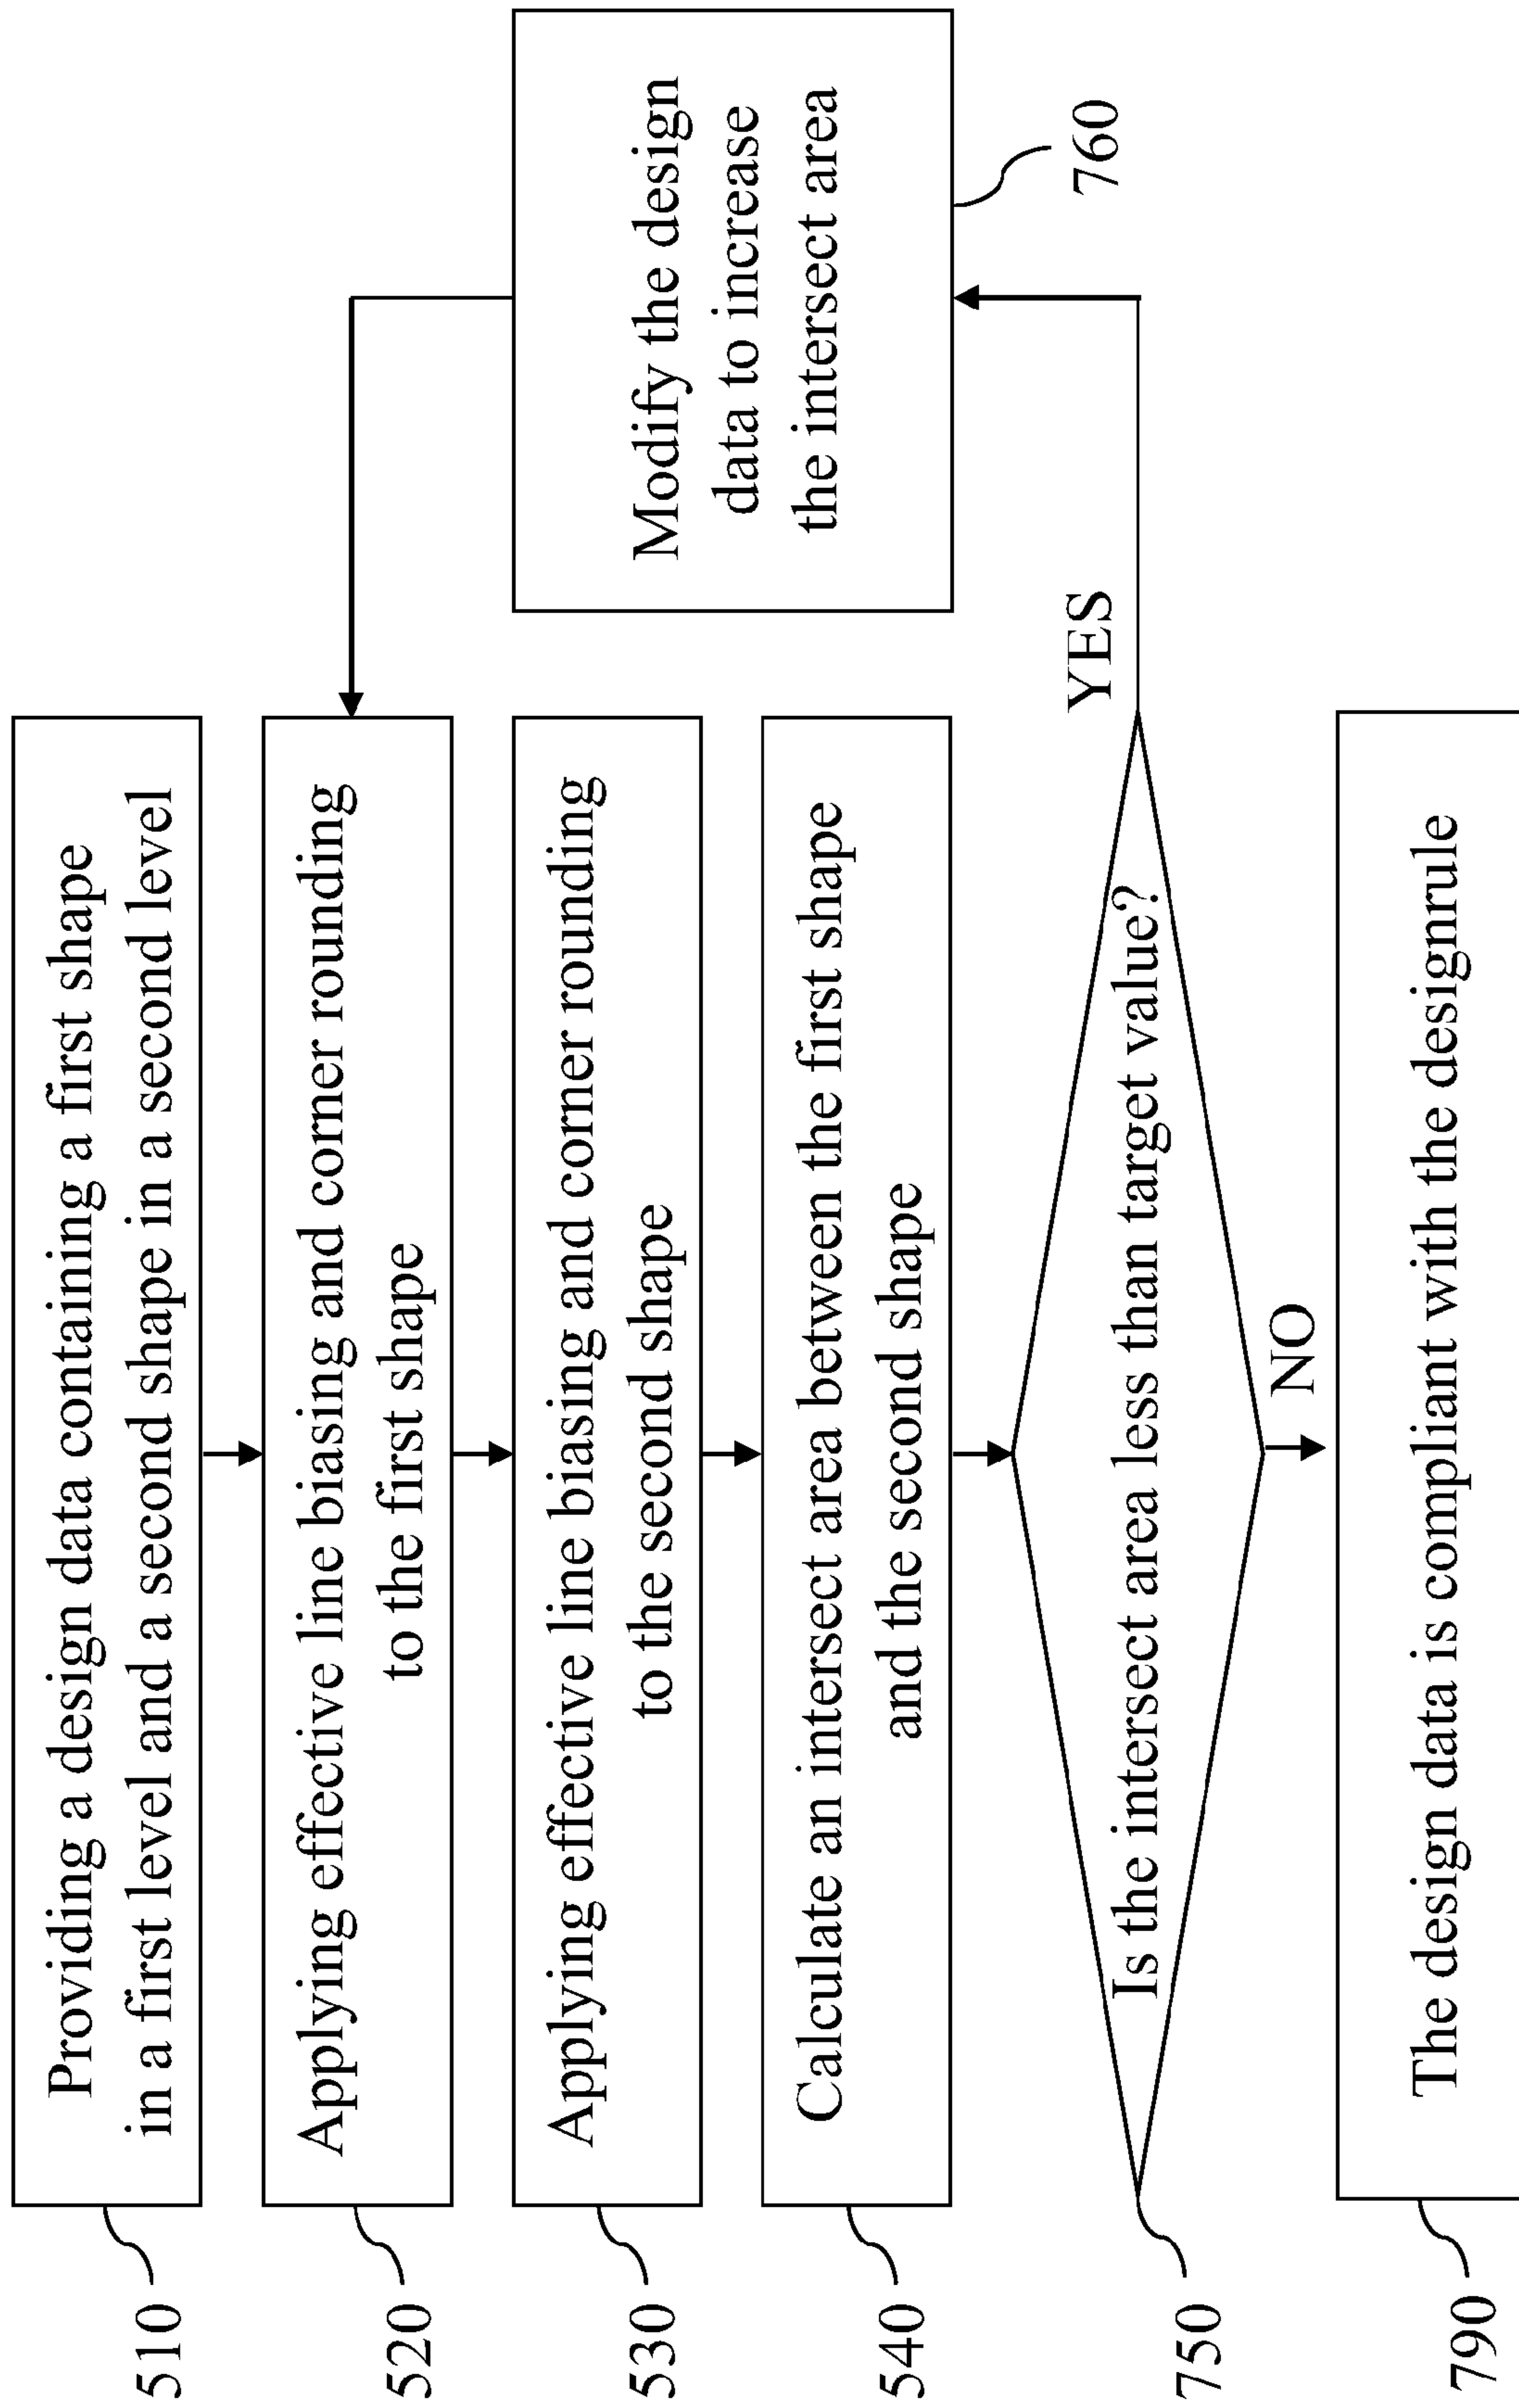 510
Providing a design data containing a first shape
in a first level and a second shape in a second level
520
Applying effective line biasing and corner rounding
to the first shape
530
Applying effective line biasing and corner rounding
to the second shape
540
Calculate an intersect area between the first shape
and the second shape
750
Is the intersect area less than target value?
YES
NO
Modify the design
data to increase
the intersect area
760
790
The design data is compliant with the designrule